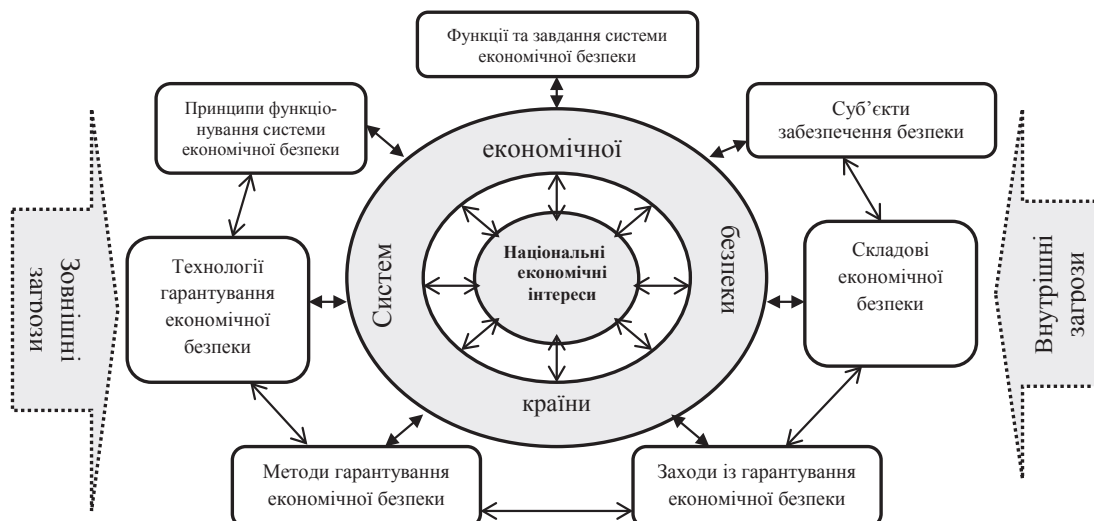 Функції та завдання системи
економічної безпеки
Принципи функціо-
нування системи
економічної безпеки
Суб’єкти
забезпечення безпеки
економічної
безпеки
Систем
країни
Національні
економічні
інтереси
Зовнішні
загрози
Технології
гарантування
економічної
безпеки
Складові
економічної
безпеки
Внутрішні
загрози
Методи гарантування
економічної безпеки
Заходи із гарантування
економічної безпеки